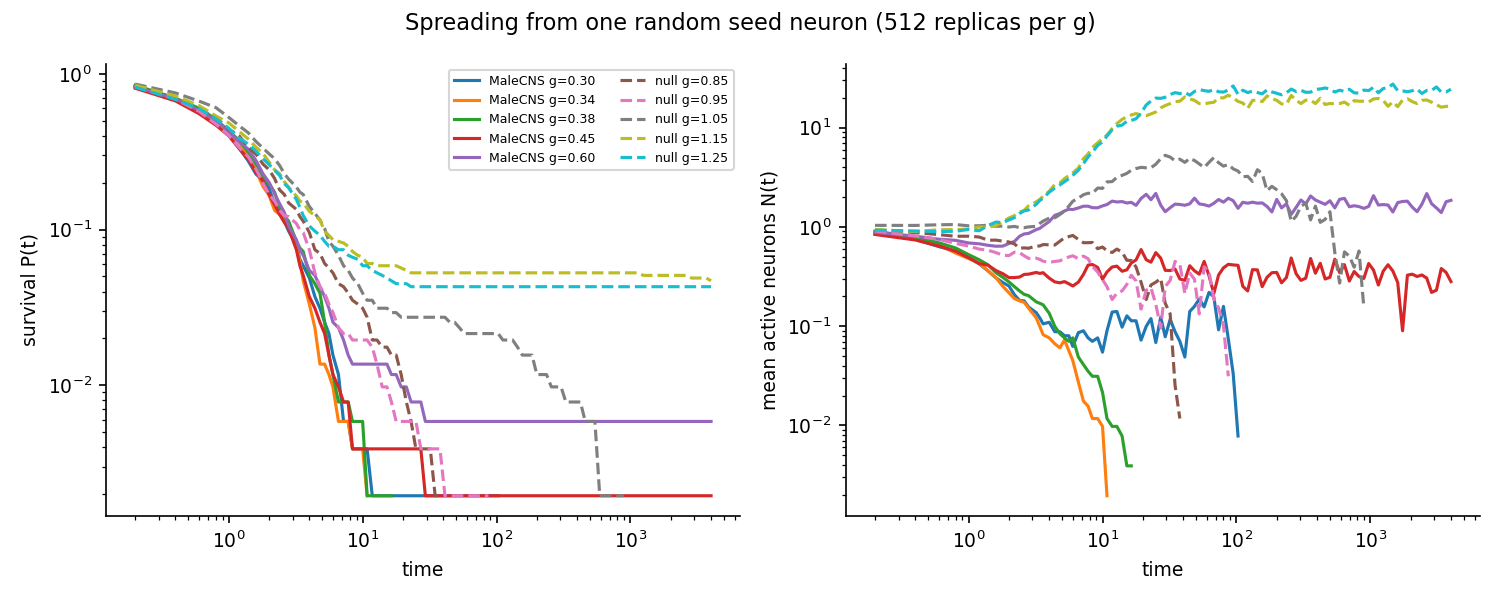 Spreading from one random seed neuron (512 replicas per g)
survival P(t)
10⁰
10⁻¹
10⁻²
MaleCNS g=0.30
MaleCNS g=0.34
MaleCNS g=0.38
MaleCNS g=0.45
MaleCNS g=0.60
null g=0.85
null g=0.95
null g=1.05
null g=1.15
null g=1.25
10⁰ 10¹ 10² 10³
time
mean active neurons N(t)
10¹
10⁰
10⁻¹
10⁻²
10⁰ 10¹ 10² 10³
time